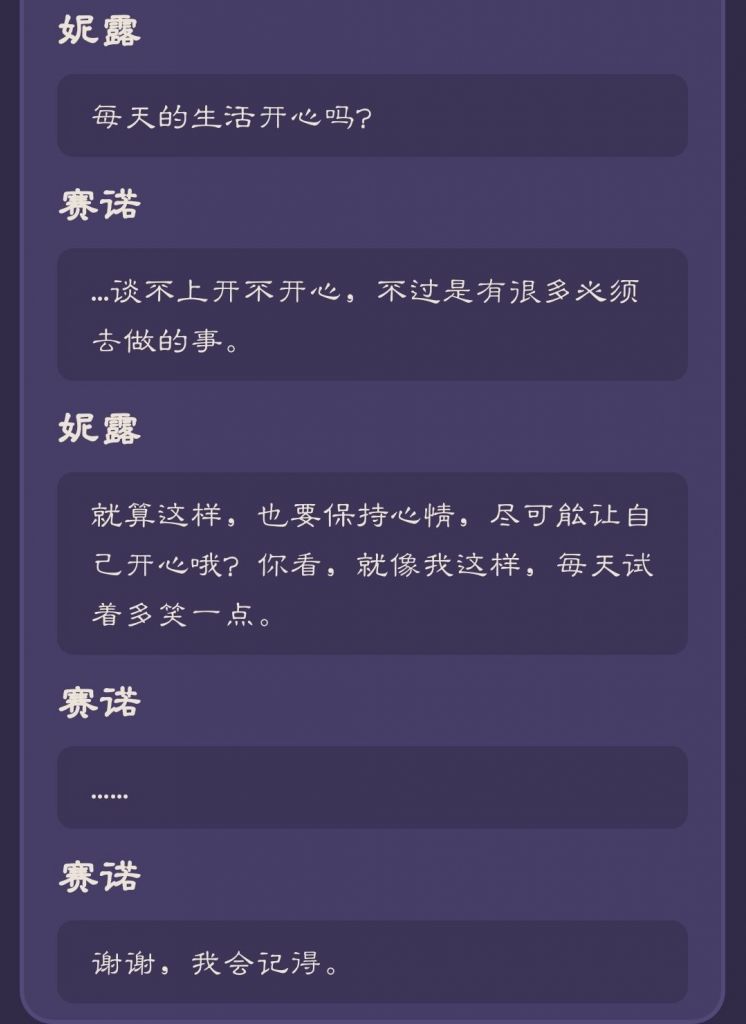 妮露
每天的生活开心吗?
赛诺
…谈不上开不开心，不过是有很多必须
去做的事。
妮露
就算这样，也要保持心情，尽可能让自
己开心哦? 你看，就像我这样，每天试
着多笑一点。
赛诺
……
赛诺
谢谢，我会记得。